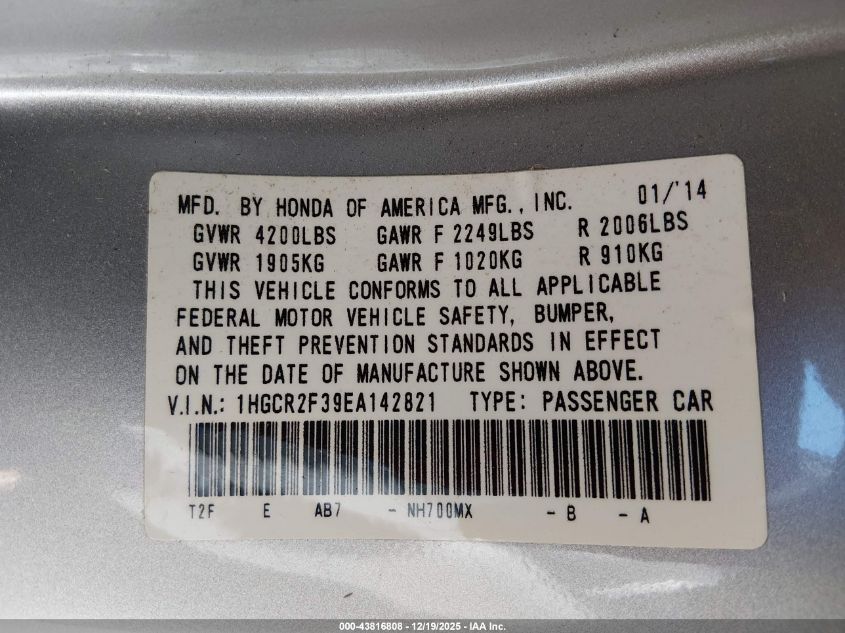 MFD. BY HONDA OF AMERICA MFG., INC. 01/'14
GVWR 4200LBS GAWR F 2249LBS R 2006LBS
GVWR 1905KG GAWR F 1020KG R 910KG
THIS VEHICLE CONFORMS TO ALL APPLICABLE
FEDERAL MOTOR VEHICLE SAFETY, BUMPER,
AND THEFT PREVENTION STANDARDS IN EFFECT
ON THE DATE OF MANUFACTURE SHOWN ABOVE.
V.I.N.: 1HGCR2F39EA142821 TYPE: PASSENGER CAR
T2F E AB7 - NH700MX - B - A
000-43816808 - 12/19/2025 - IAA Inc.